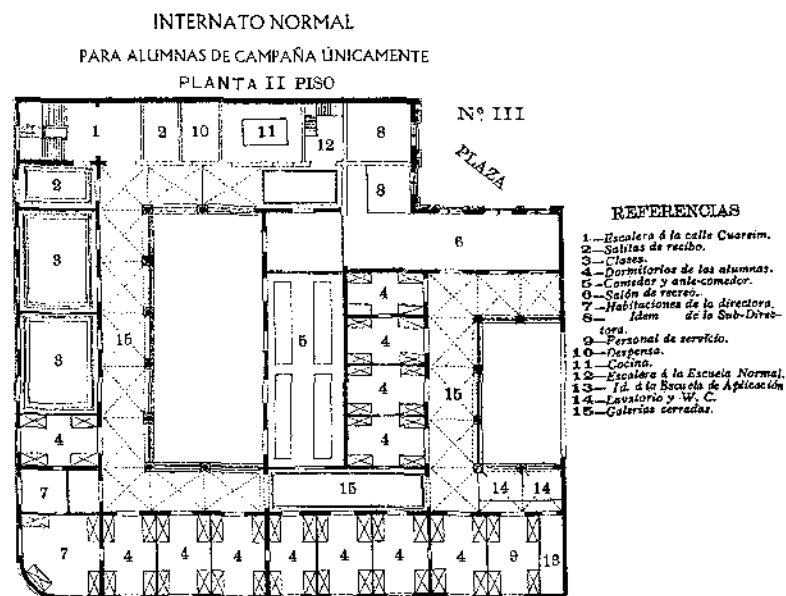 INTERNATO NORMAL
PARA ALUMNAS DE CAMPAÑA ÚNICAMENTE
PLANTA II PISO
Nº III
PLAZA
1 2 10 11 12 8
2 8
3 6
4
3 15 5 4 15
4
4 4
7 15 14 14
7 4 4 4 4 4 4 4 9 13
REFERENCIAS
1—Escalera á la calle Cuareim.
2—Salitas de recibo.
3—Clases.
4—Dormitorios de las alumnas.
5—Comedor y ante-comedor.
6—Salón de recreo.
7—Habitaciones de la directora.
8— Idem de la Sub-Direc-
tora.
9—Personal de servicio.
10—Despensa.
11—Cocina.
12—Escalera á la Escuela Normal.
13— Id. á la Escuela de Aplicación
14—Lavatorio y W. C.
15—Galerías cerradas.